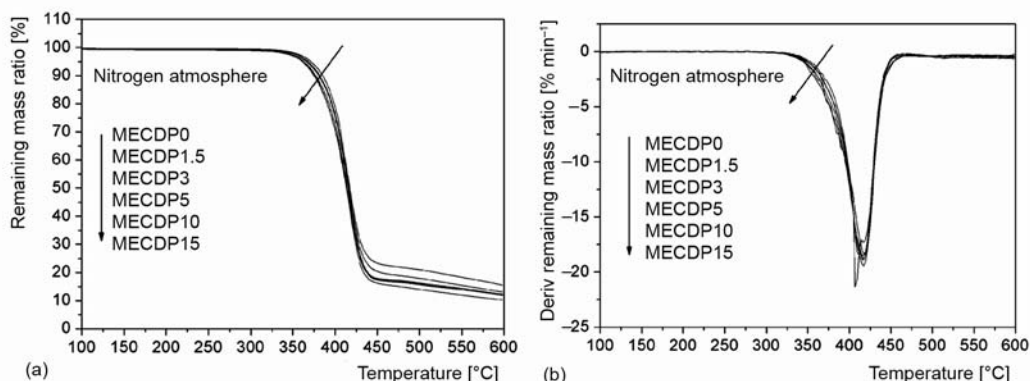 Remaining mass ratio [%]
110
100
90
80
70
60
50
40
30
20
10
0
Nitrogen atmosphere
MECDP0
MECDP1.5
MECDP3
MECDP5
MECDP10
MECDP15
100 150 200 250 300 350 400 450 500 550 600
(a) Temperature [°C]
Deriv remaining mass ratio [% min⁻¹]
0
−5
−10
−15
−20
−25
Nitrogen atmosphere
MECDP0
MECDP1.5
MECDP3
MECDP5
MECDP10
MECDP15
100 150 200 250 300 350 400 450 500 550 600
(b) Temperature [°C]